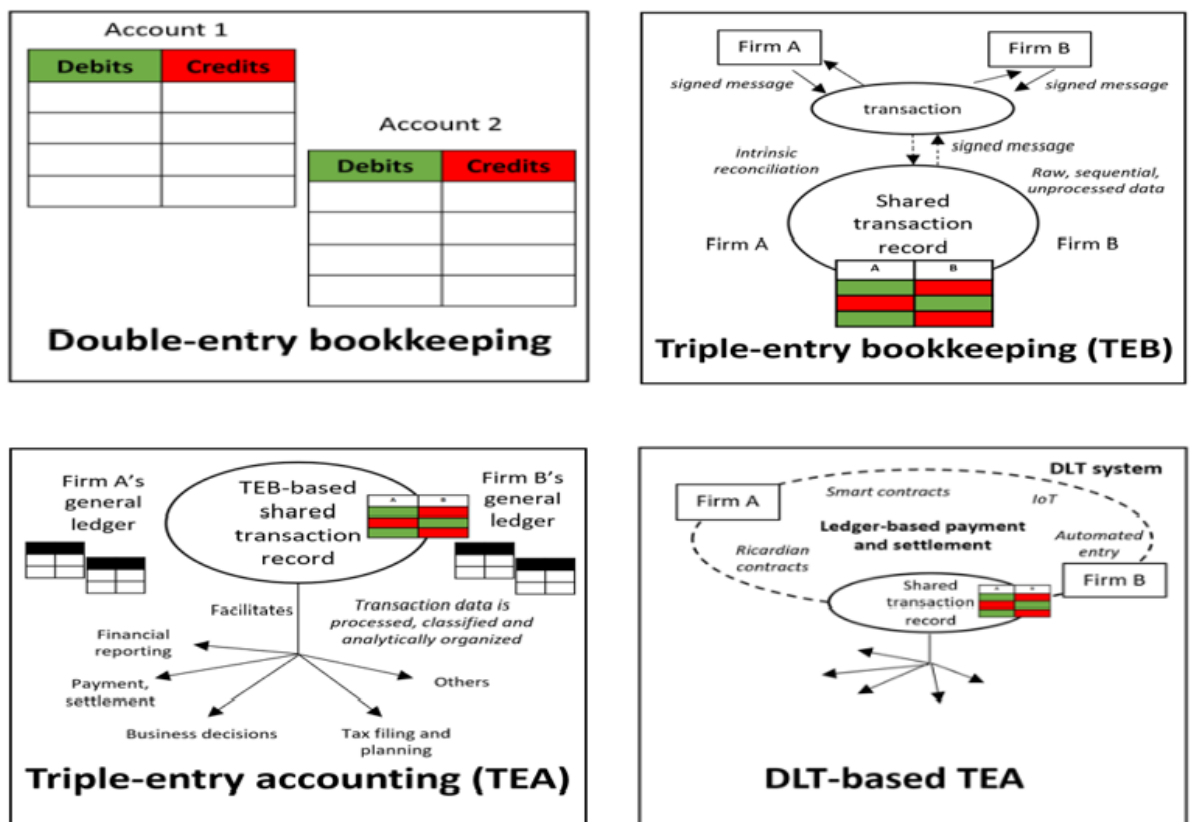 Account 1
Debits Credits
Account 2
Debits Credits
Double-entry bookkeeping
Firm A
Firm B
signed message
signed message
transaction
signed message
Intrinsic
reconciliation
Raw, sequential,
unprocessed data
Shared
transaction
record
Firm A
Firm B
A B
Triple-entry bookkeeping (TEB)
Firm A's
general
ledger
TEB-based
shared
transaction
record
A B
Firm B's
general
ledger
Facilitates
Transaction data is
processed, classified and
analytically organized
Financial
reporting
Payment,
settlement
Others
Business decisions
Tax filing and
planning
Triple-entry accounting (TEA)
DLT system
Firm A
Smart contracts
IoT
Ledger-based payment
and settlement
Ricardian
contracts
Automated
entry
Firm B
Shared
transaction
record
A B
DLT-based TEA